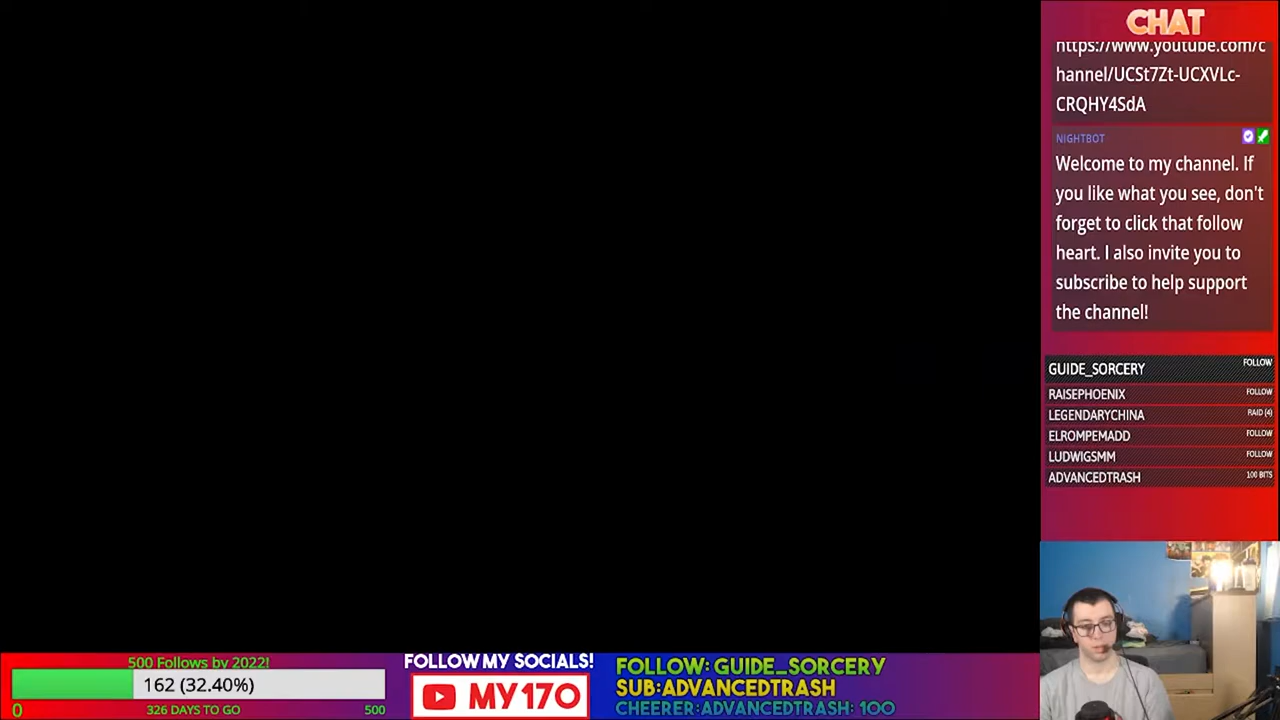 CHAT
https://www.youtube.com/c
hannel/UCSt7Zt-UCXVLc-
CRQHY4SdA
NIGHTBOT
Welcome to my channel. If
you like what you see, don't
forget to click that follow
heart. I also invite you to
subscribe to help support
the channel!
GUIDE_SORCERY FOLLOW
RAISEPHOENIX FOLLOW
LEGENDARYCHINA RAID (4)
ELROMPEMADD FOLLOW
LUDWIGSMM FOLLOW
ADVANCEDTRASH 100 BITS
500 Follows by 2022!
162 (32.40%)
0 326 DAYS TO GO 500
FOLLOW MY SOCIALS!
MY170
FOLLOW: GUIDE_SORCERY
SUB:ADVANCEDTRASH
CHEERER:ADVANCEDTRASH: 100